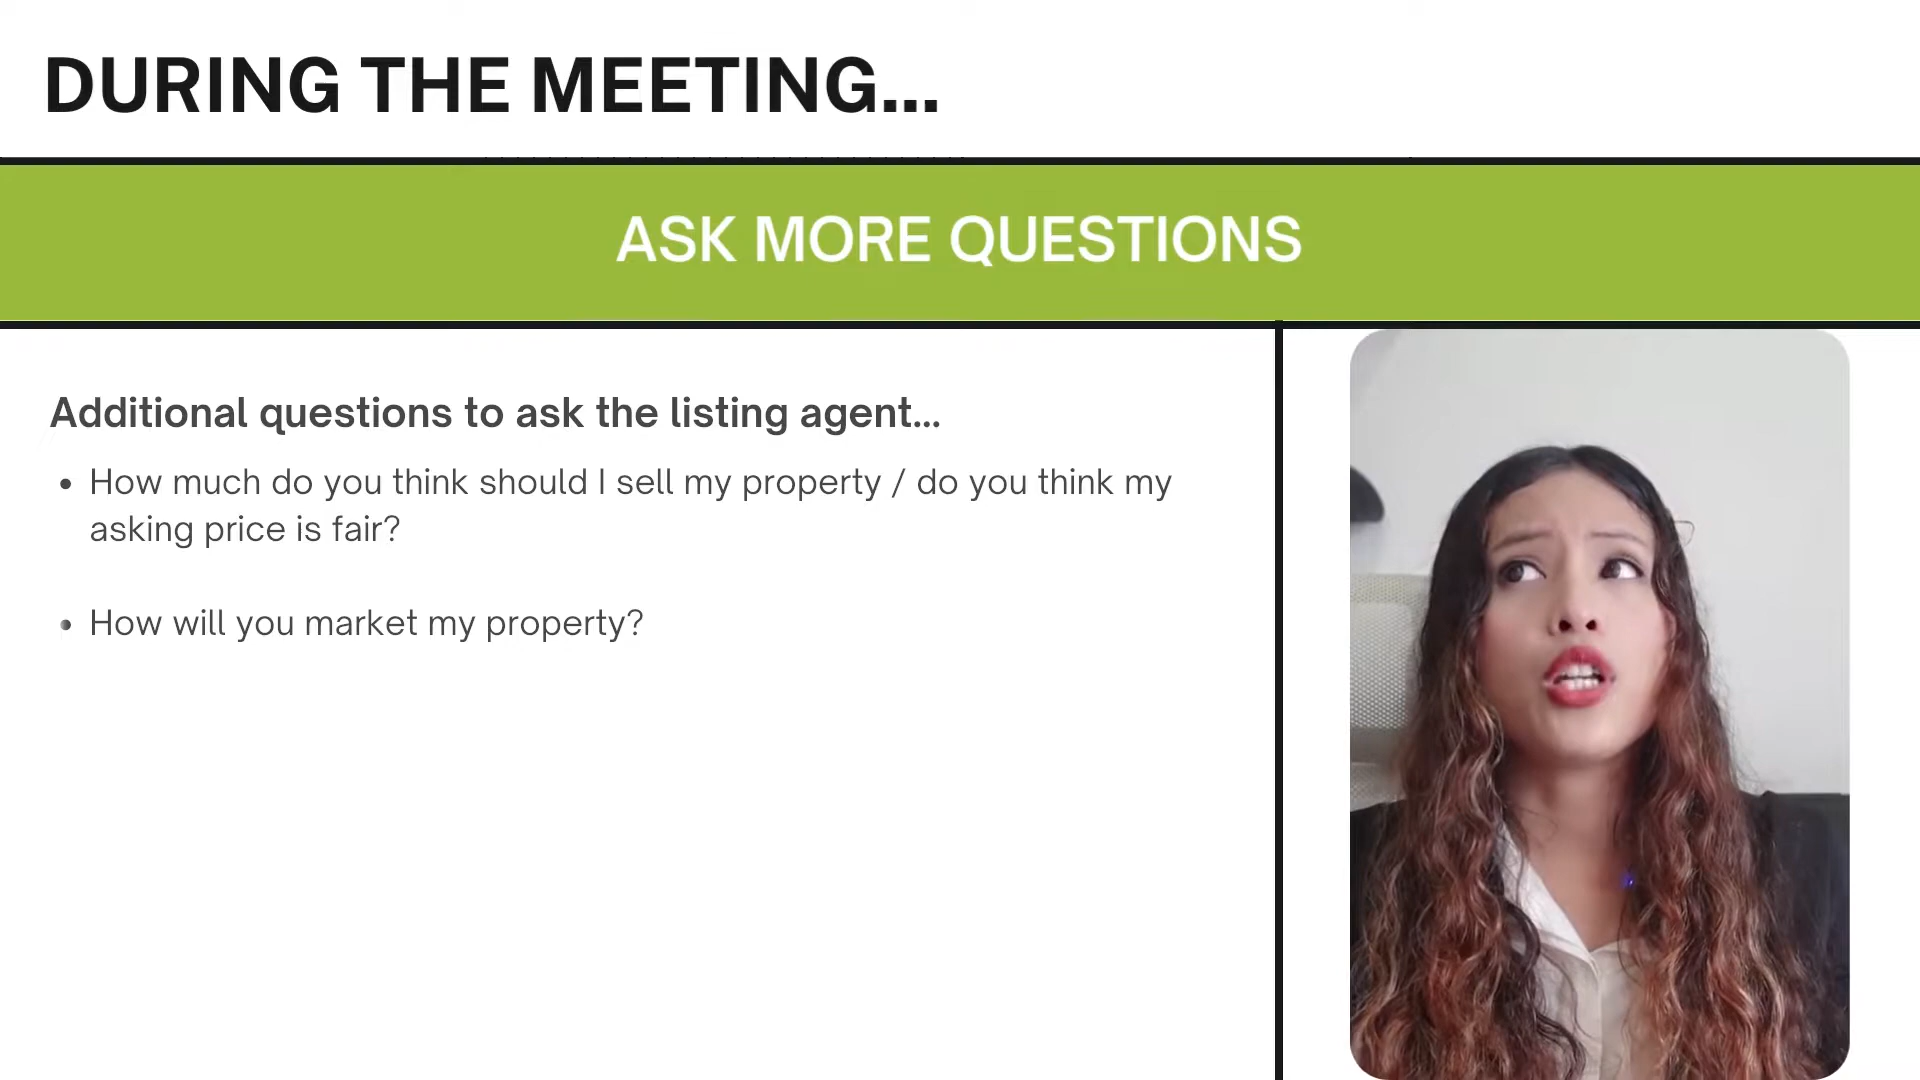 DURING THE MEETING...
ASK MORE QUESTIONS
Additional questions to ask the listing agent...
• How much do you think should I sell my property / do you think my
asking price is fair?
• How will you market my property?